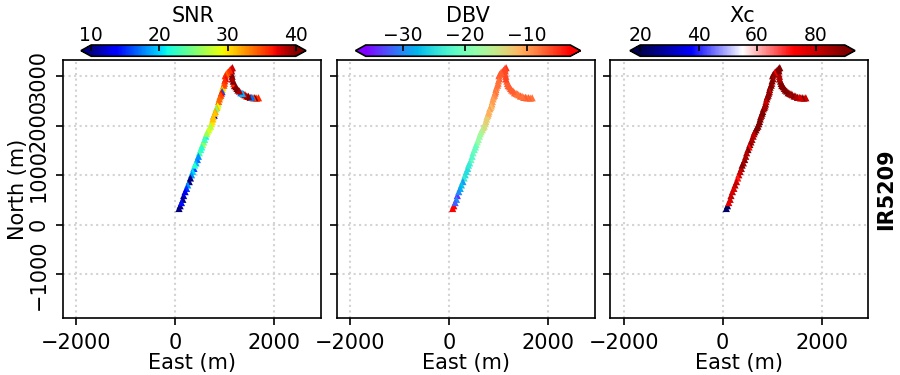 SNR DBV Xc
10 20 30 40 −30 −20 −10 20 40 60 80
3000
2000
1000
0
−1000
North (m)
IR5209
−2000 0 2000 −2000 0 2000 −2000 0 2000
East (m) East (m) East (m)